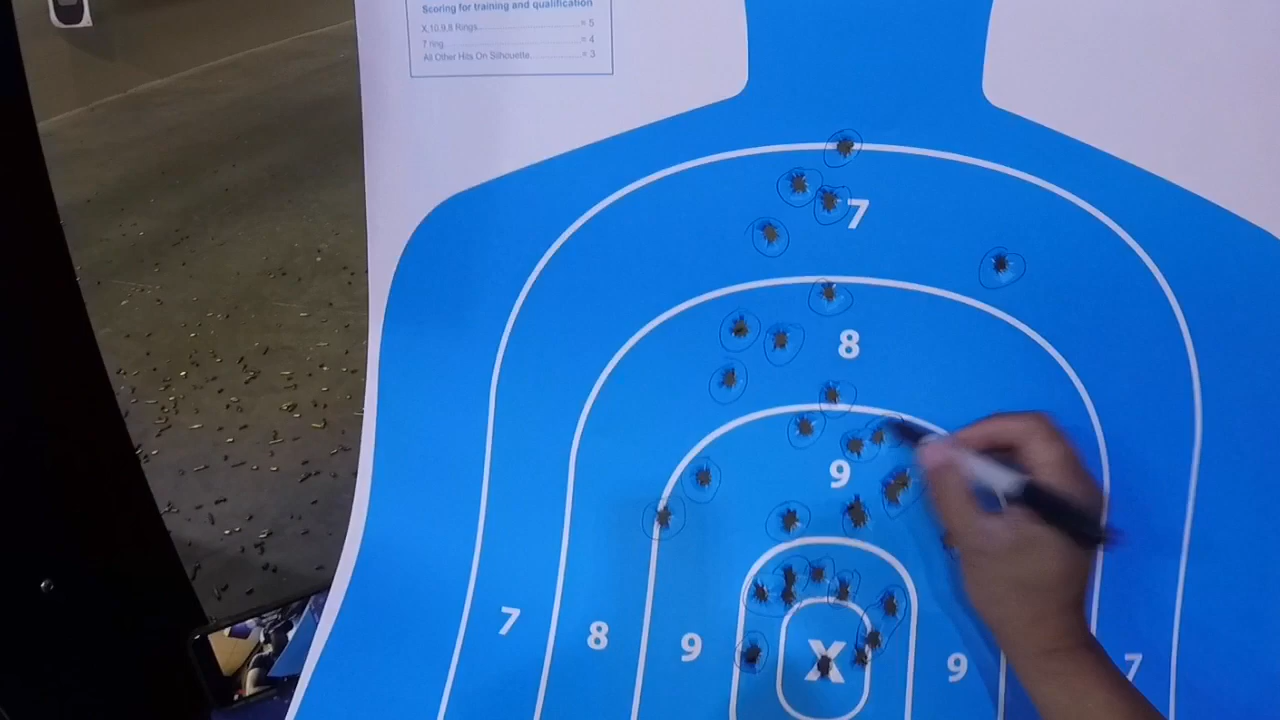 Scoring for training and qualification
X,10,9,8 Rings............................ = 5
7 ring............................ = 4
All Other Hits On Silhouette............ = 3
7
8
9
7
8
9
X
9
7